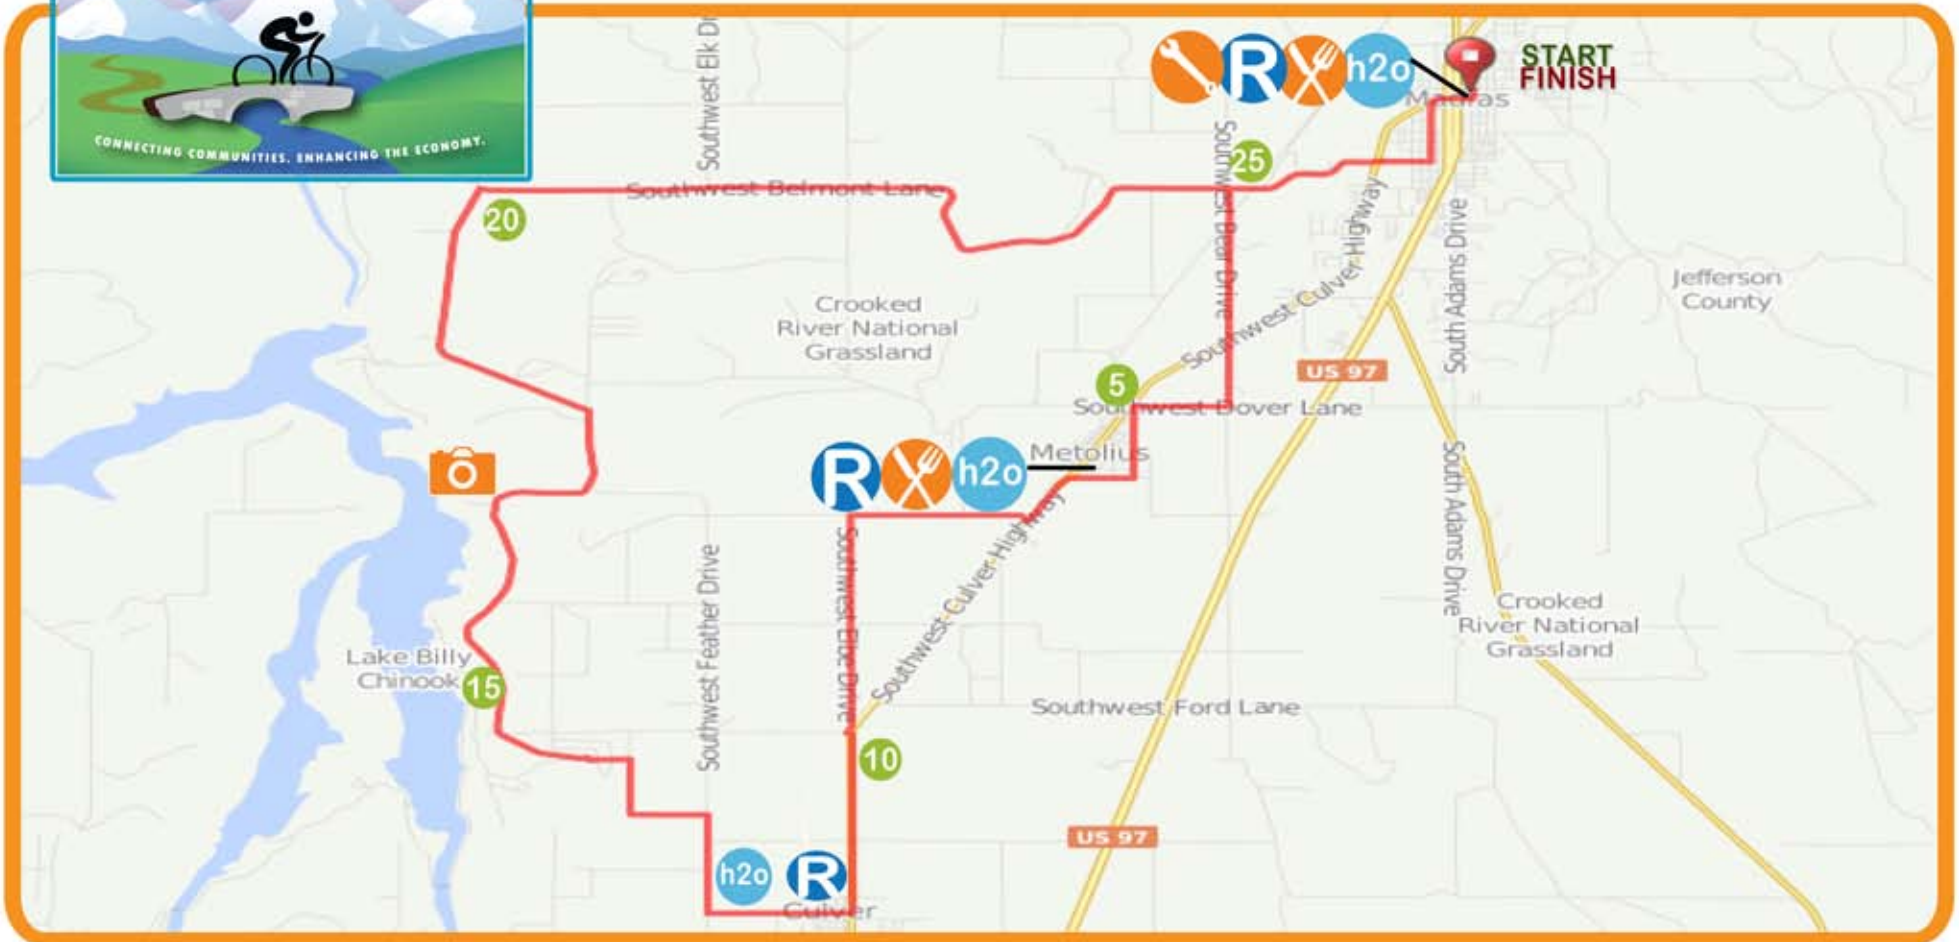 CONNECTING COMMUNITIES. ENHANCING THE ECONOMY.
Southwest Elk Dr
R
h2o
START
FINISH
Madras
25
Southwest Belmont Lane
20
Southwest Bear Drive
Southwest Culver Highway
South Adams Drive
Jefferson
County
Crooked
River National
Grassland
US 97
5
Southwest Dover Lane
Metolius
R
h2o
South Adams Drive
Southwest Feather Drive
Southwest Elbe Drive
Southwest Culver Highway
Crooked
River National
Grassland
Lake Billy
Chinook
15
Southwest Ford Lane
10
US 97
h2o
R
Culver